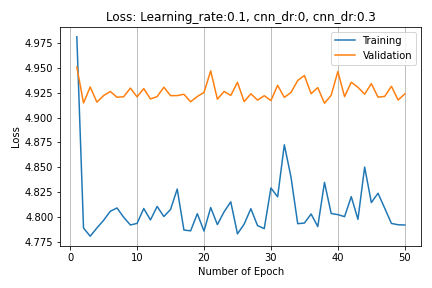 Loss: Learning_rate:0.1, cnn_dr:0, cnn_dr:0.3
Training
Validation
4.975
4.950
4.925
4.900
4.875
4.850
4.825
4.800
4.775
Loss
0 10 20 30 40 50
Number of Epoch